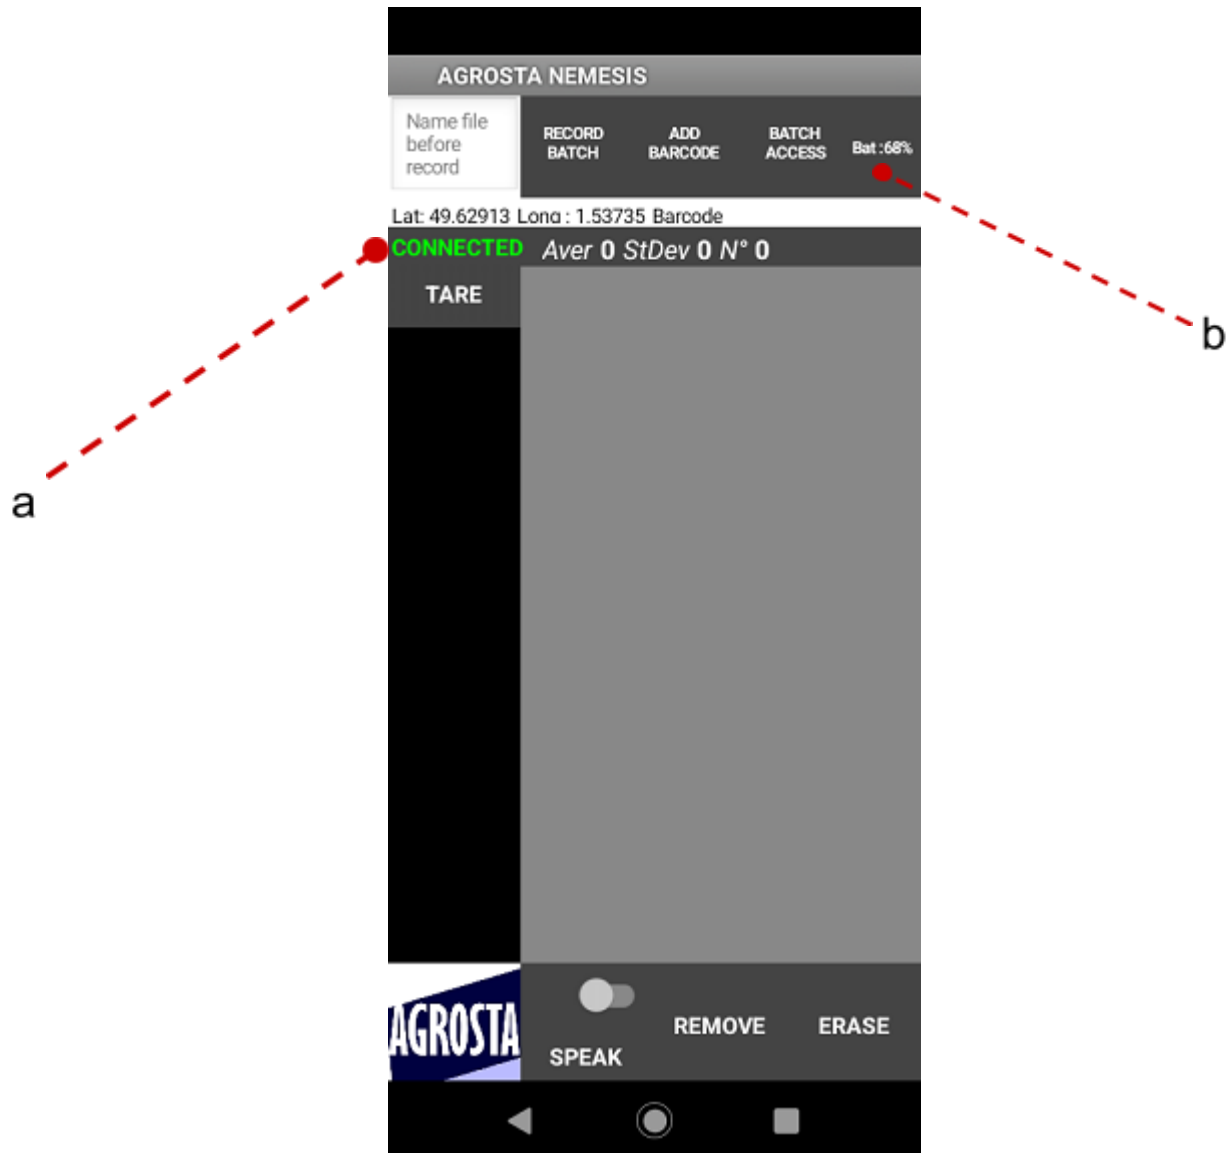 AGROSTA NEMESIS
Name file
before
record
RECORD
BATCH
ADD
BARCODE
BATCH
ACCESS
Bat :68%
Lat: 49.62913 Long : 1.53735 Barcode
CONNECTED
Aver 0 StDev 0 N° 0
TARE
a
b
AGROSTA
SPEAK
REMOVE
ERASE